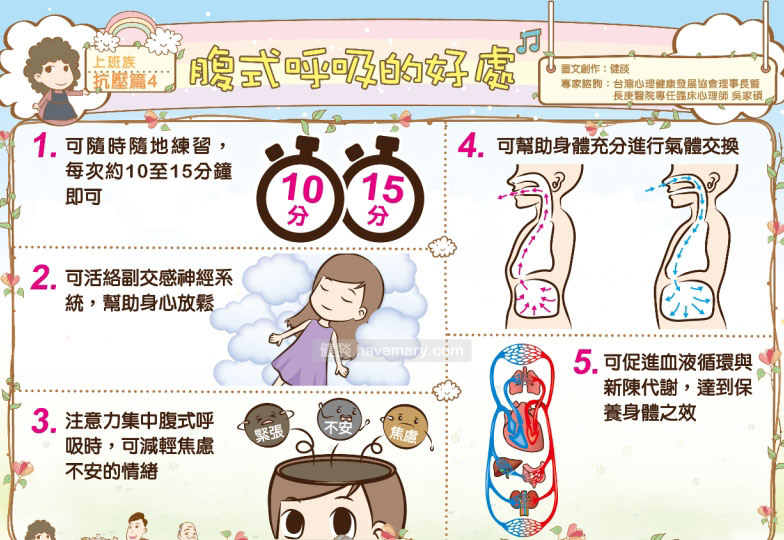 上班族
抗壓篇4
腹式呼吸的好處
圖文創作：健談
專家諮詢：台灣心理健康發展協會理事長暨
長庚醫院專任臨床心理師 吳家碩
1. 可隨時隨地練習，
每次約10至15分鐘
即可
10
分
15
分
2. 可活絡副交感神經系
統，幫助身心放鬆
健談 havemary.com
3. 注意力集中腹式呼
吸時，可減輕焦慮
不安的情緒
緊張
不安
焦慮
4. 可幫助身體充分進行氣體交換
5. 可促進血液循環與
新陳代謝，達到保
養身體之效